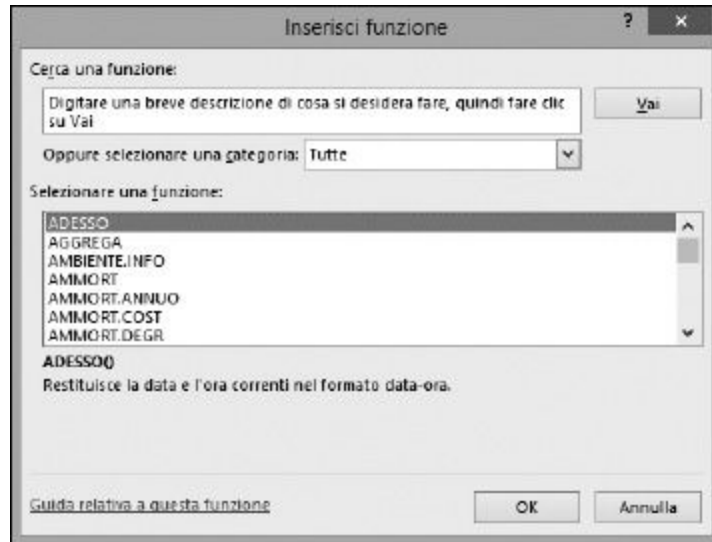 Inserisci funzione
?
×
Cerca una funzione:
Digitare una breve descrizione di cosa si desidera fare, quindi fare clic
su Vai
Vai
Oppure selezionare una categoria: Tutte
Selezionare una funzione:
ADESSO
AGGREGA
AMBIENTE.INFO
AMMORT
AMMORT.ANNUO
AMMORT.COST
AMMORT.DEGR
ADESSO()
Restituisce la data e l'ora correnti nel formato data-ora.
Guida relativa a questa funzione
OK
Annulla